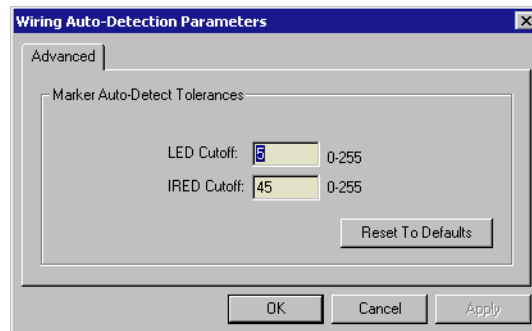 Wiring Auto-Detection Parameters
Advanced
Marker Auto-Detect Tolerances
LED Cutoff: 5 0-255
IRED Cutoff: 45 0-255
Reset To Defaults
OK Cancel Apply